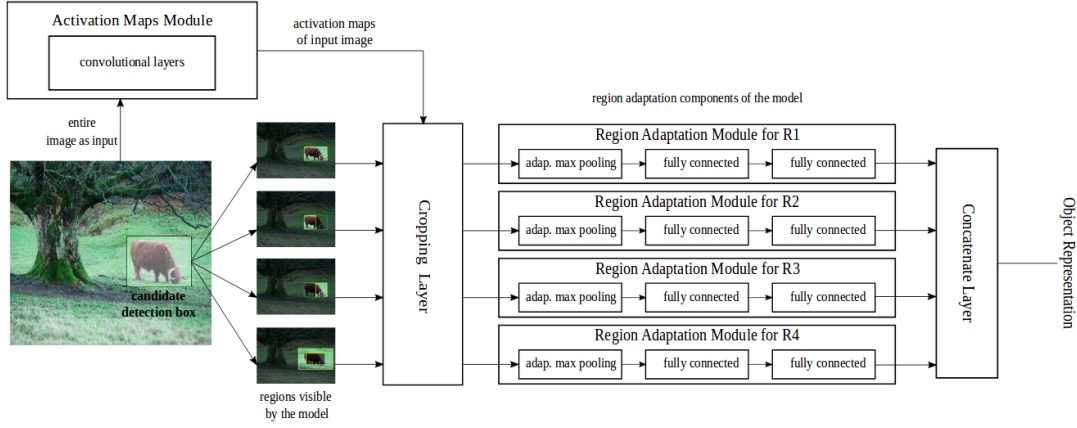 Activation Maps Module
convolutional layers
activation maps
of input image
entire
image as input
candidate
detection box
regions visible
by the model
Cropping Layer
region adaptation components of the model
Region Adaptation Module for R1
adap. max pooling
fully connected
fully connected
Region Adaptation Module for R2
adap. max pooling
fully connected
fully connected
Region Adaptation Module for R3
adap. max pooling
fully connected
fully connected
Region Adaptation Module for R4
adap. max pooling
fully connected
fully connected
Concatenate Layer
Object Representation